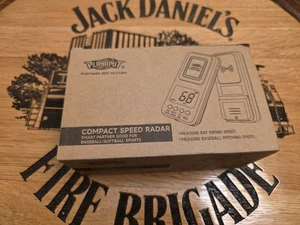 JACK DANIEL'S
PLAYAPUT
68
COMPACT SPEED RADAR
SMART PARTNER GOOD FOR
BASEBALL/SOFTBALL SPORTS
•MEASURE BAT SWING SPEED
•MEASURE BASEBALL PITCHING SPEED
FIRE BRIGADE